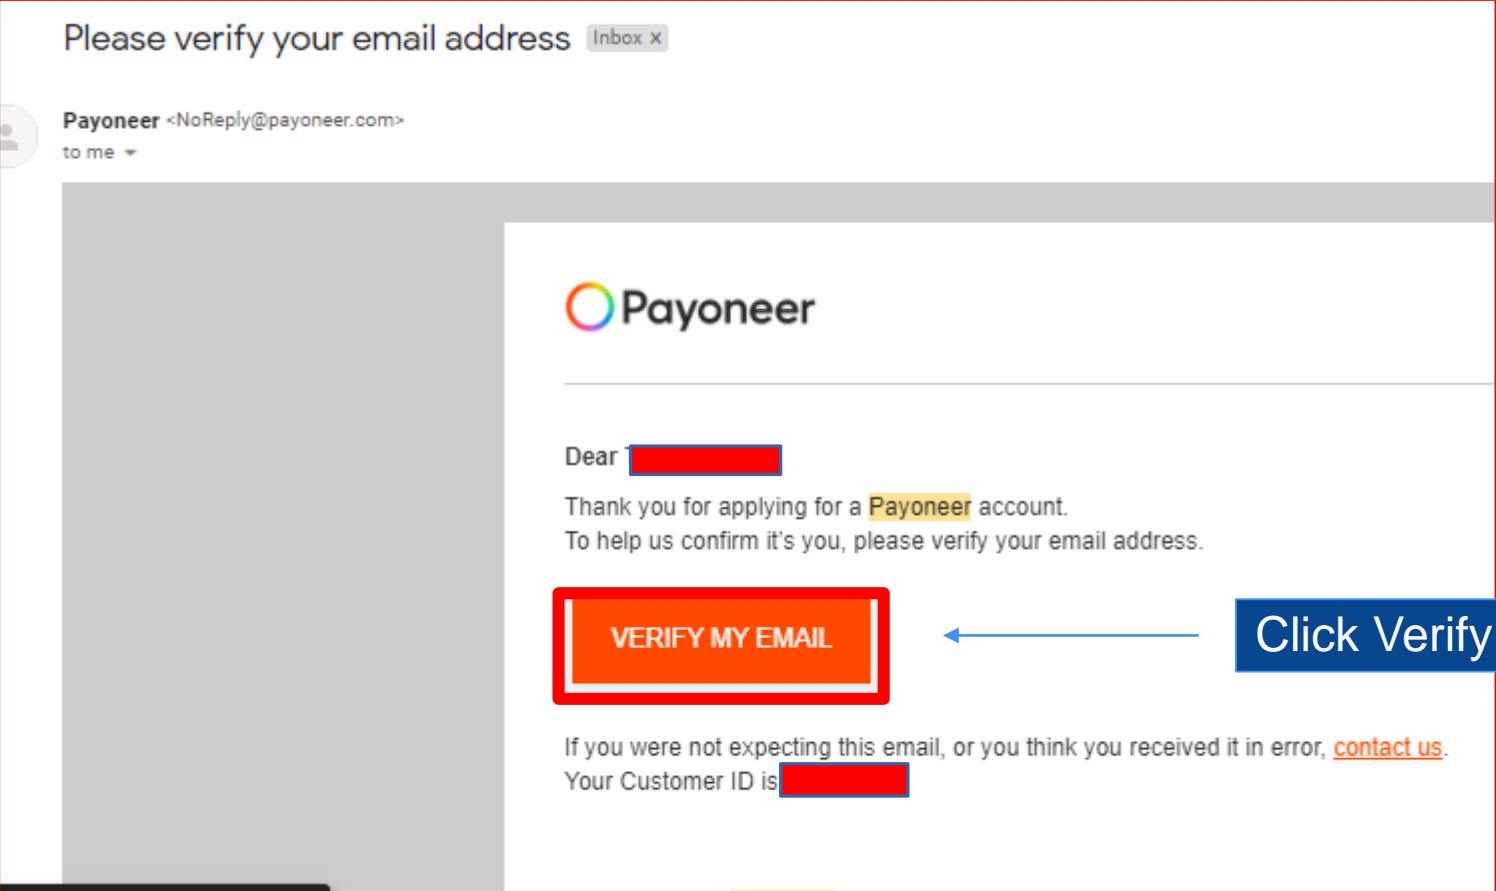 Please verify your email address Inbox x
Payoneer <NoReply@payoneer.com>
to me
Payoneer
Dear
Thank you for applying for a Payoneer account.
To help us confirm it's you, please verify your email address.
VERIFY MY EMAIL
Click Verify
If you were not expecting this email, or you think you received it in error, contact us.
Your Customer ID is